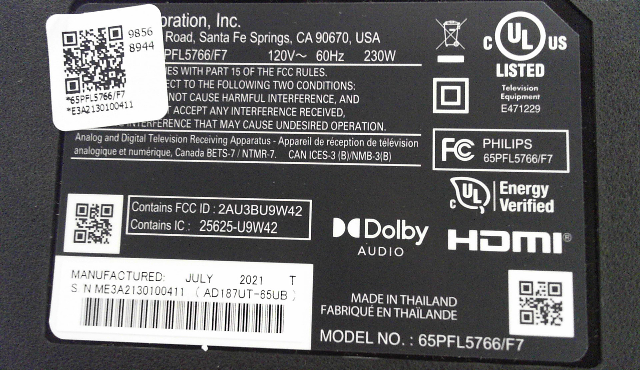 9856
8944
*65PFL5766/F7
*E3A2130100411
orporation, Inc.
Road, Santa Fe Springs, CA 90670, USA
PFL5766/F7 120V～ 60Hz 230W
ES WITH PART 15 OF THE FCC RULES.
ECT TO THE FOLLOWING TWO CONDITIONS:
NOT CAUSE HARMFUL INTERFERENCE, AND
T ACCEPT ANY INTERFERENCE RECEIVED,
TERFERENCE THAT MAY CAUSE UNDESIRED OPERATION.
Analog and Digital Television Receiving Apparatus - Appareil de réception de télévision
analogique et numérique, Canada BETS-7 / NTMR-7. CAN ICES-3 (B)/NMB-3(B)
C UL US
LISTED
Television
Equipment
E471229
FC PHILIPS
65PFL5766/F7
C UL Energy
Verified
Contains FCC ID : 2AU3BU9W42
Contains IC : 25625-U9W42
Dolby
AUDIO
HDMI®
MANUFACTURED: JULY 2021 T
S.N ME3A2130100411 ( AD187UT-65UB )
MADE IN THAILAND
FABRIQUÉ EN THAÏLANDE
MODEL NO. : 65PFL5766/F7